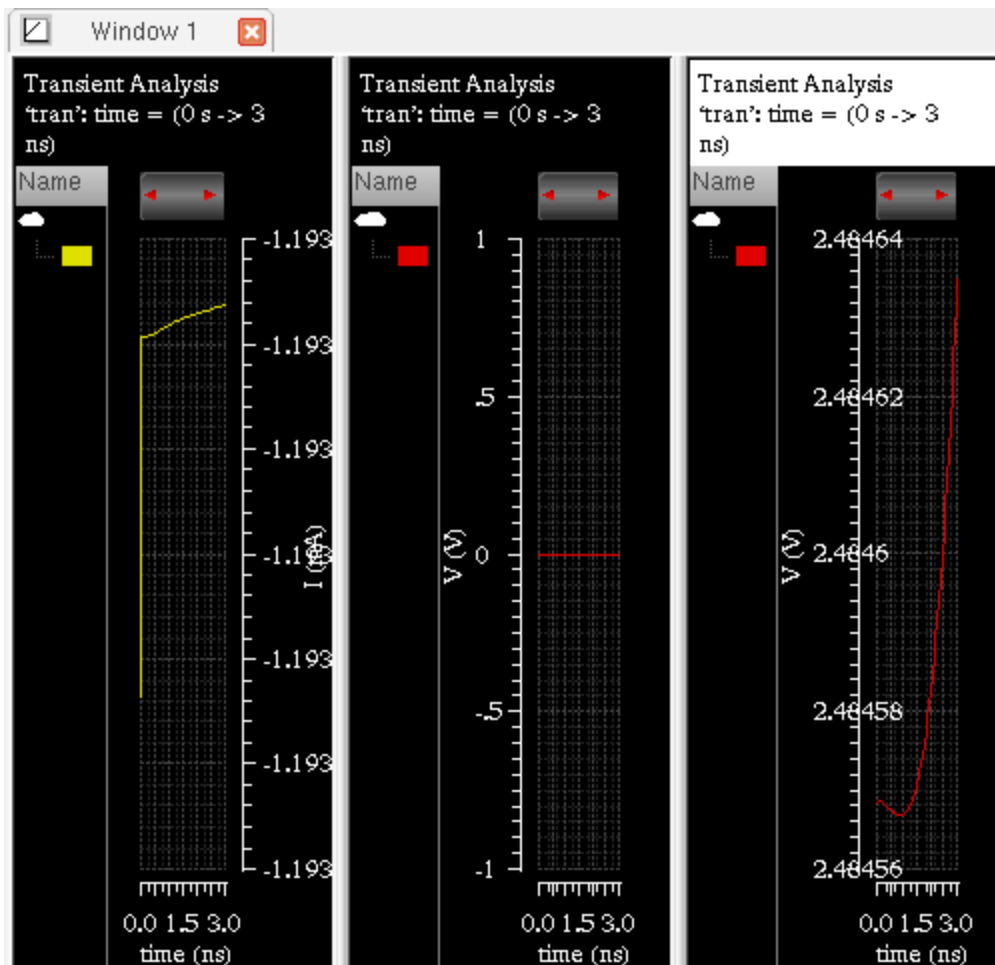 Window 1
Transient Analysis
'tran': time = (0 s -> 3
ns)
Name
-1.193
-1.193
-1.193
-1.193
-1.193
-1.193
-1.193
I (mA)
0.0 1.5 3.0
time (ns)
Transient Analysis
'tran': time = (0 s -> 3
ns)
Name
1
.5
0
-.5
-1
V (V)
0.0 1.5 3.0
time (ns)
Transient Analysis
'tran': time = (0 s -> 3
ns)
Name
2.48464
2.48462
2.4846
2.48458
2.48456
V (V)
0.0 1.5 3.0
time (ns)